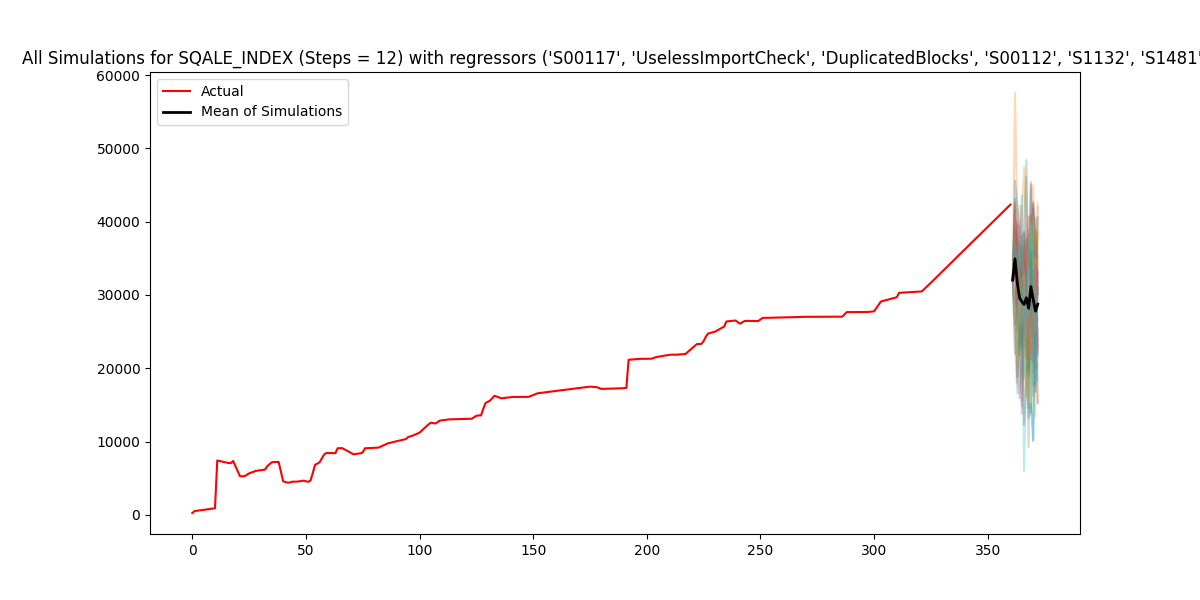 All Simulations for SQALE_INDEX (Steps = 12) with regressors ('S00117', 'UselessImportCheck', 'DuplicatedBlocks', 'S00112', 'S1132', 'S1481'
Actual
Mean of Simulations
60000
50000
40000
30000
20000
10000
0
0 50 100 150 200 250 300 350